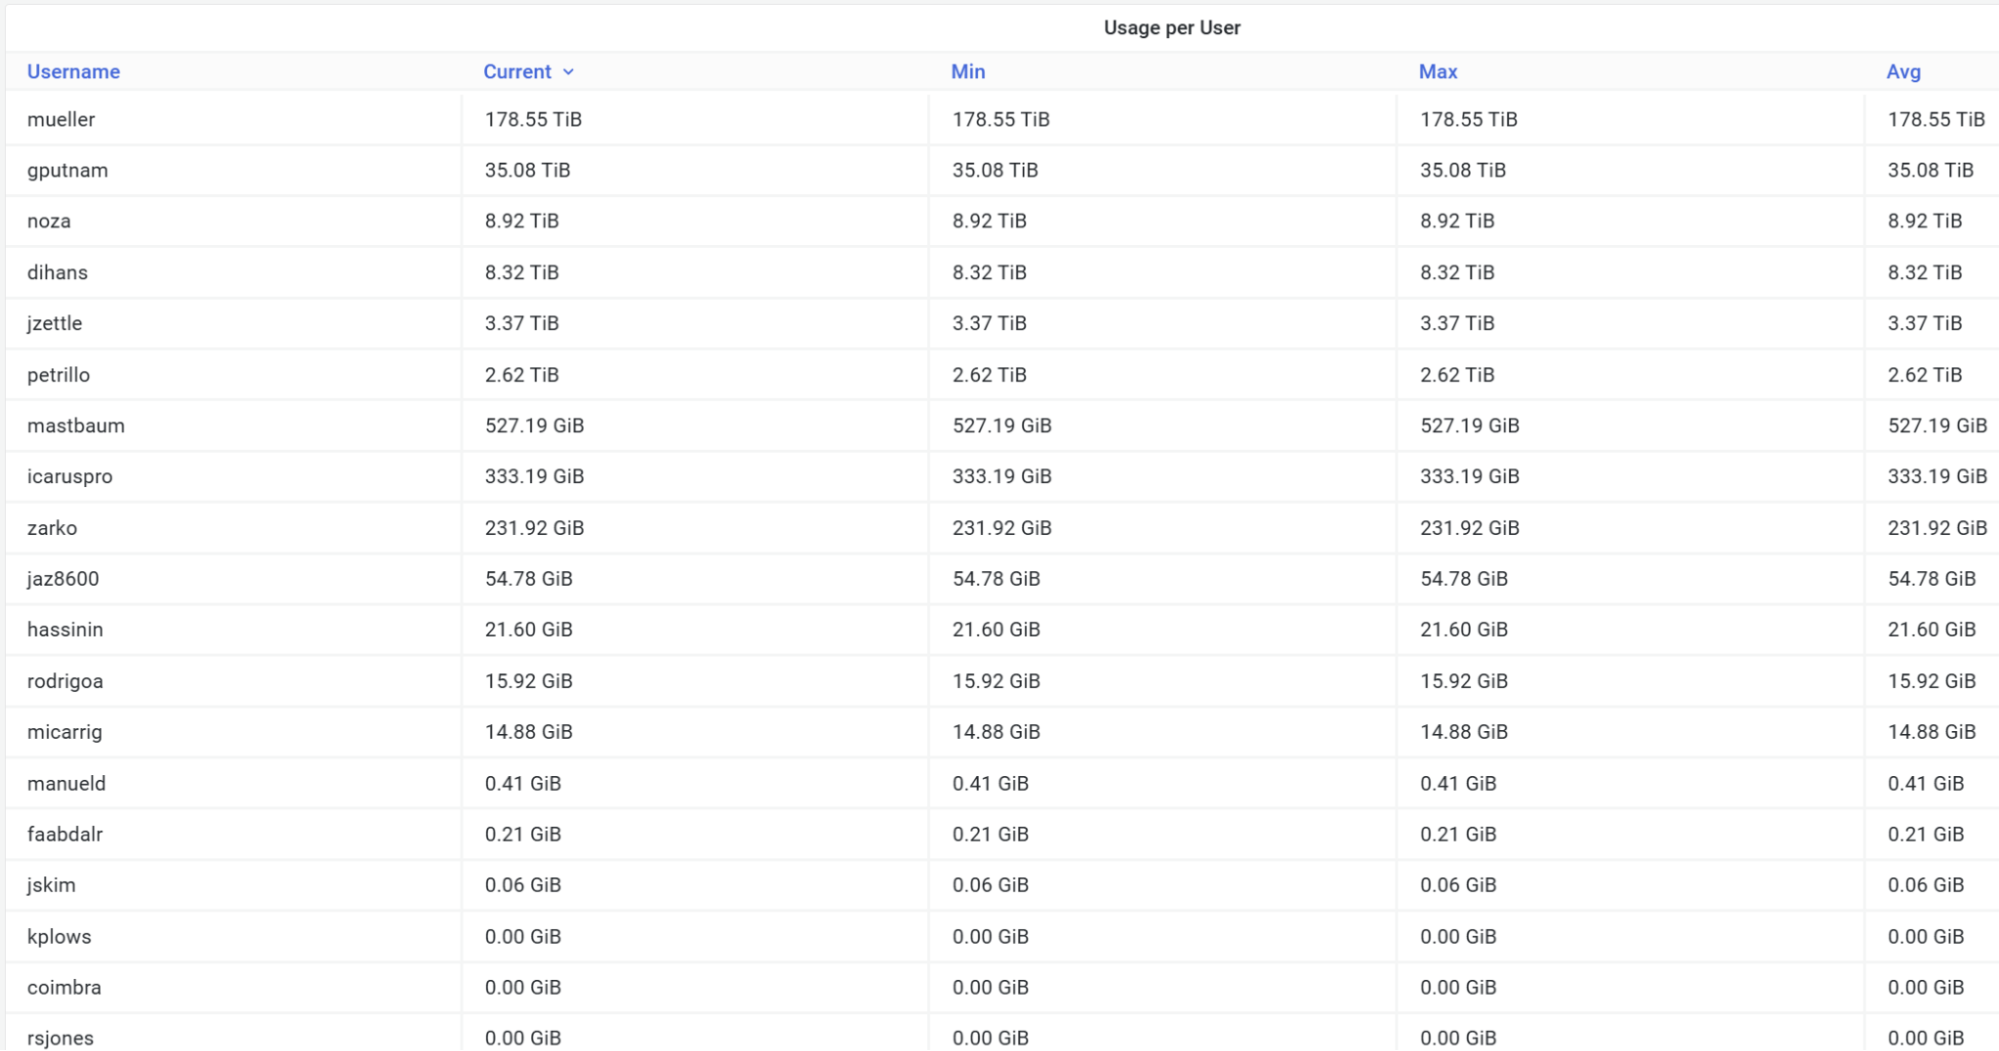 Usage per User
Username Current Min Max Avg
mueller 178.55 TiB 178.55 TiB 178.55 TiB 178.55 TiB
gputnam 35.08 TiB 35.08 TiB 35.08 TiB 35.08 TiB
noza 8.92 TiB 8.92 TiB 8.92 TiB 8.92 TiB
dihans 8.32 TiB 8.32 TiB 8.32 TiB 8.32 TiB
jzettle 3.37 TiB 3.37 TiB 3.37 TiB 3.37 TiB
petrillo 2.62 TiB 2.62 TiB 2.62 TiB 2.62 TiB
mastbaum 527.19 GiB 527.19 GiB 527.19 GiB 527.19 GiB
icaruspro 333.19 GiB 333.19 GiB 333.19 GiB 333.19 GiB
zarko 231.92 GiB 231.92 GiB 231.92 GiB 231.92 GiB
jaz8600 54.78 GiB 54.78 GiB 54.78 GiB 54.78 GiB
hassinin 21.60 GiB 21.60 GiB 21.60 GiB 21.60 GiB
rodrigoa 15.92 GiB 15.92 GiB 15.92 GiB 15.92 GiB
micarrig 14.88 GiB 14.88 GiB 14.88 GiB 14.88 GiB
manueld 0.41 GiB 0.41 GiB 0.41 GiB 0.41 GiB
faabdalr 0.21 GiB 0.21 GiB 0.21 GiB 0.21 GiB
jskim 0.06 GiB 0.06 GiB 0.06 GiB 0.06 GiB
kplows 0.00 GiB 0.00 GiB 0.00 GiB 0.00 GiB
coimbra 0.00 GiB 0.00 GiB 0.00 GiB 0.00 GiB
rsjones 0.00 GiB 0.00 GiB 0.00 GiB 0.00 GiB